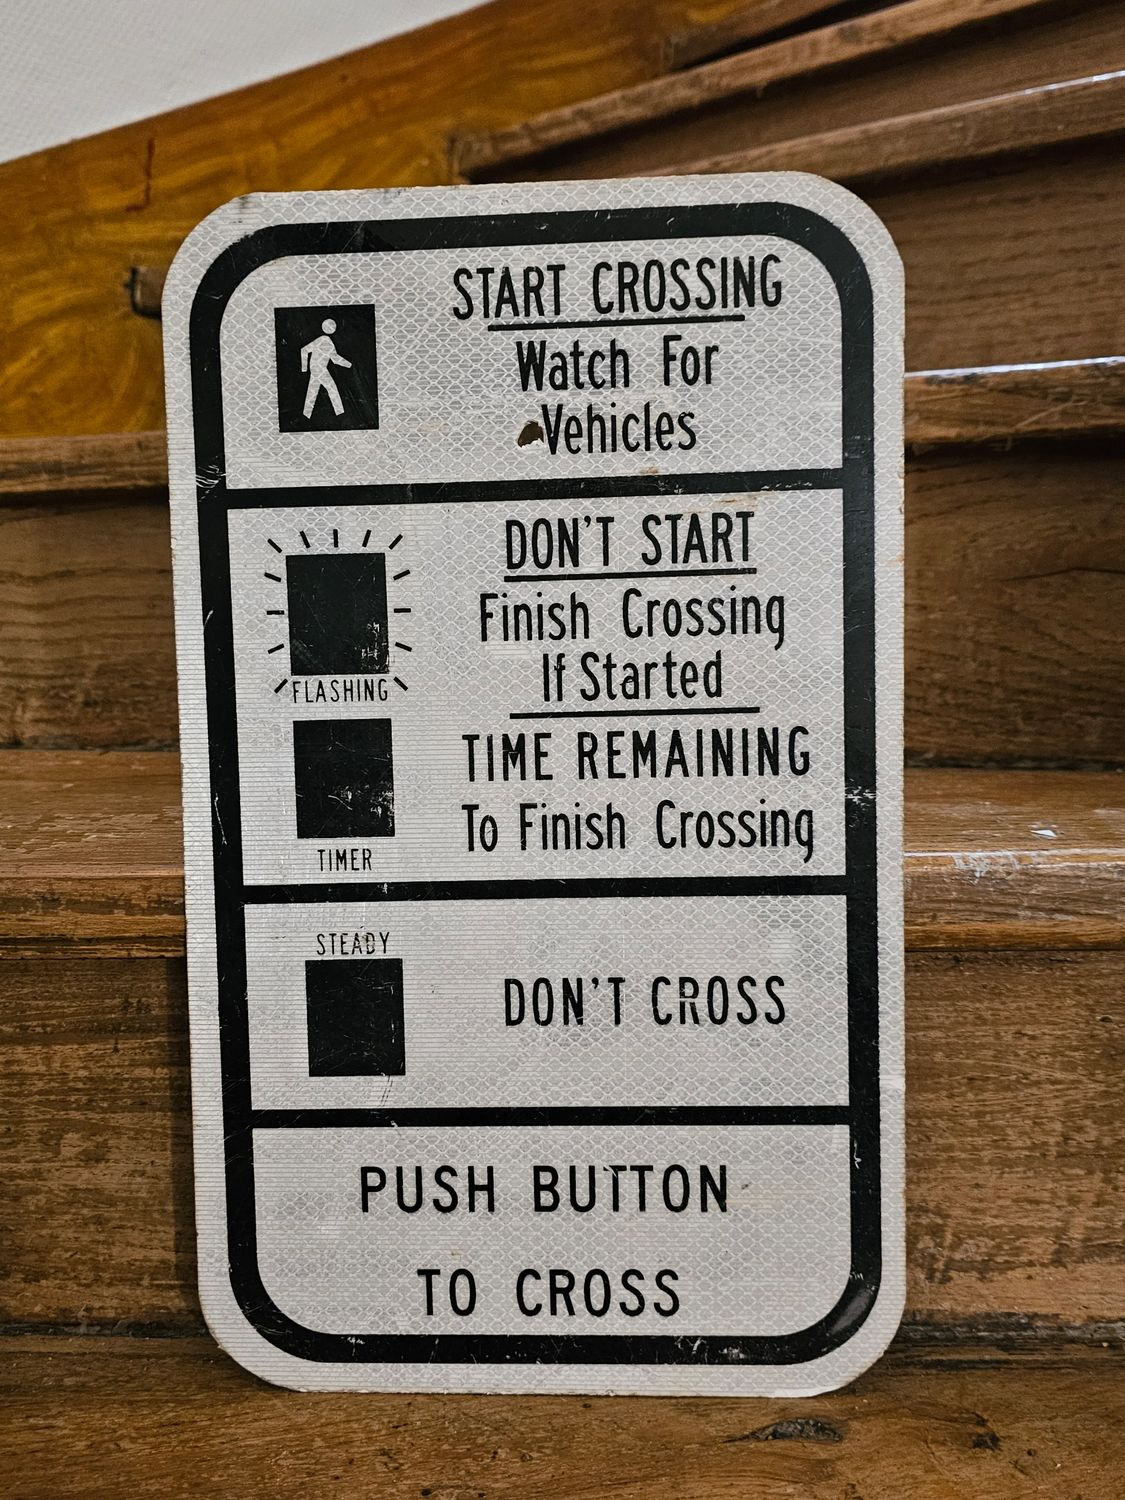 START CROSSING
Watch For
Vehicles
DON'T START
Finish Crossing
If Started
FLASHING
TIME REMAINING
To Finish Crossing
TIMER
STEADY
DON'T CROSS
PUSH BUTTON
TO CROSS